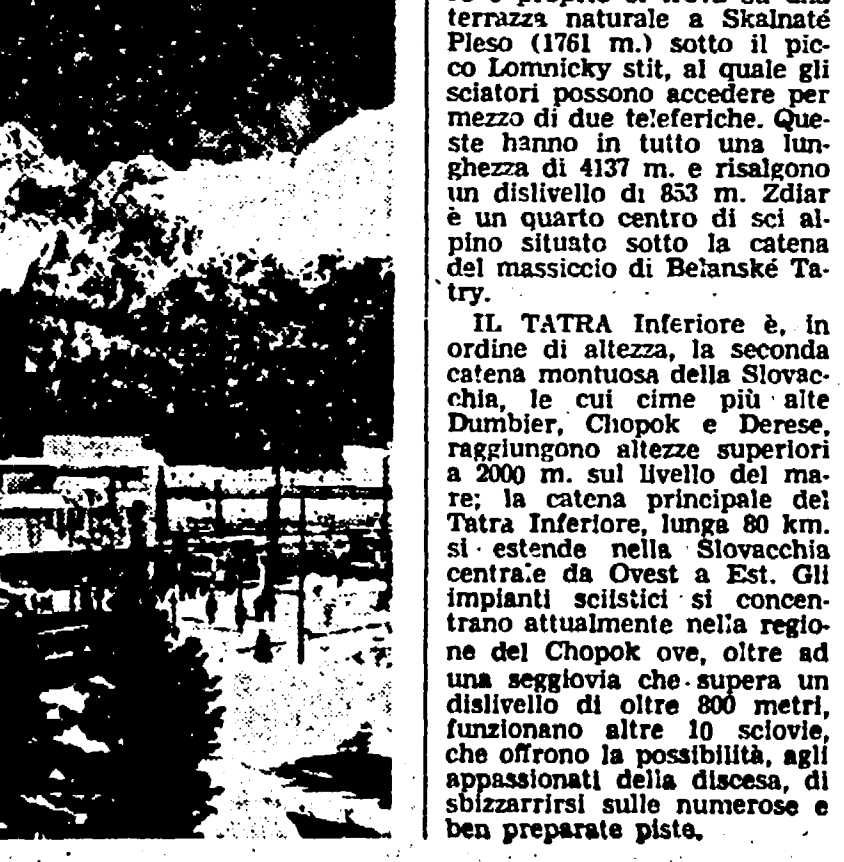 terrazza naturale a Skalnaté
Pleso (1761 m.) sotto il pic-
co Lomnicky stit, al quale gli
sciatori possono accedere per
mezzo di due teleferiche. Que-
ste hanno in tutto una lun-
ghezza di 4137 m. e risalgono
un dislivello di 853 m. Zdiar
è un quarto centro di sci al-
pino situato sotto la catena
del massiccio di Belanské Ta-
try.
IL TATRA Inferiore è, in
ordine di altezza, la seconda
catena montuosa della Slovac-
chia, le cui cime più alte
Dumbier, Chopok e Derese,
raggiungono altezze superiori
a 2000 m. sul livello del ma-
re; la catena principale del
Tatra Inferiore, lunga 80 km.
si estende nella Slovacchia
centrale da Ovest a Est. Gli
impianti sciistici si concen-
trano attualmente nella regio-
ne del Chopok ove, oltre ad
una seggiovia che supera un
dislivello di oltre 800 metri,
funzionano altre 10 sciovie,
che offrono la possibilità, agli
appassionati della discesa, di
sbizzarrirsi sulle numerose e
ben preparate piste.